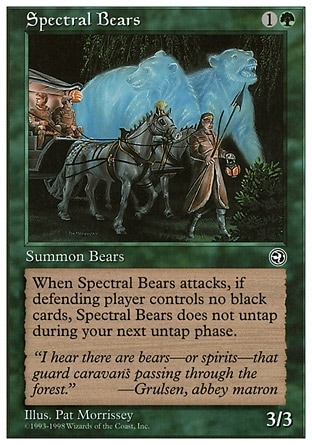 Spectral Bears
1
Summon Bears
When Spectral Bears attacks, if
defending player controls no black
cards, Spectral Bears does not untap
during your next untap phase.
"I hear there are bears—or spirits—that
guard caravans passing through the
forest." —Grulsen, abbey matron
Illus. Pat Morrissey
©1993-1998 Wizards of the Coast, Inc.
3/3